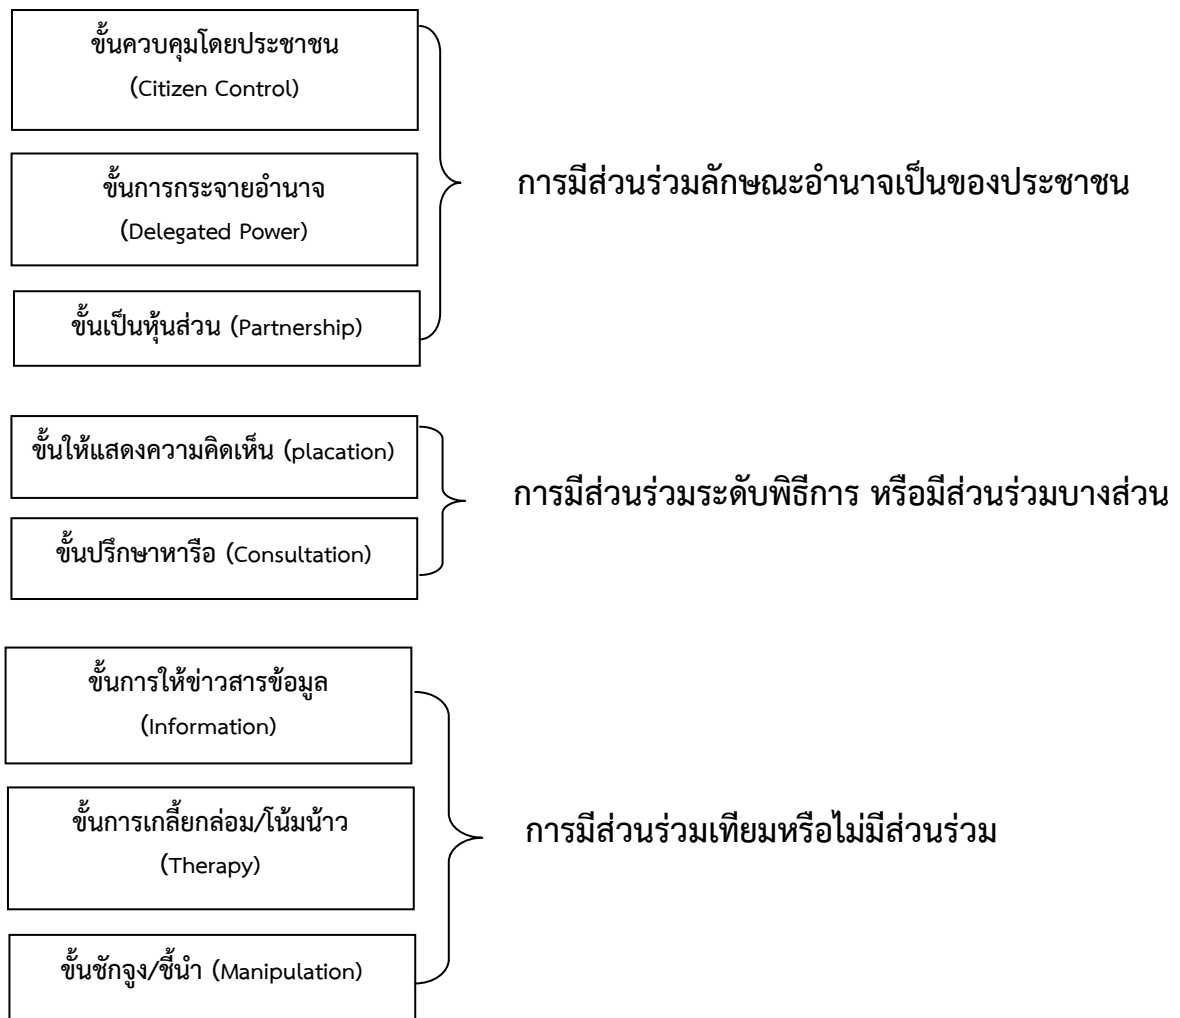 ขั้นควบคุมโดยประชาชน
(Citizen Control)
ขั้นการกระจายอำนาจ
(Delegated Power)
ขั้นเป็นหุ้นส่วน (Partnership)
การมีส่วนร่วมลักษณะอำนาจเป็นของประชาชน
ขั้นให้แสดงความคิดเห็น (placation)
ขั้นปรึกษาหารือ (Consultation)
การมีส่วนร่วมระดับพิธีการ หรือมีส่วนร่วมบางส่วน
ขั้นการให้ข่าวสารข้อมูล
(Information)
ขั้นการเกลี้ยกล่อม/โน้มน้าว
(Therapy)
ขั้นชักจูง/ชี้นำ (Manipulation)
การมีส่วนร่วมเทียมหรือไม่มีส่วนร่วม